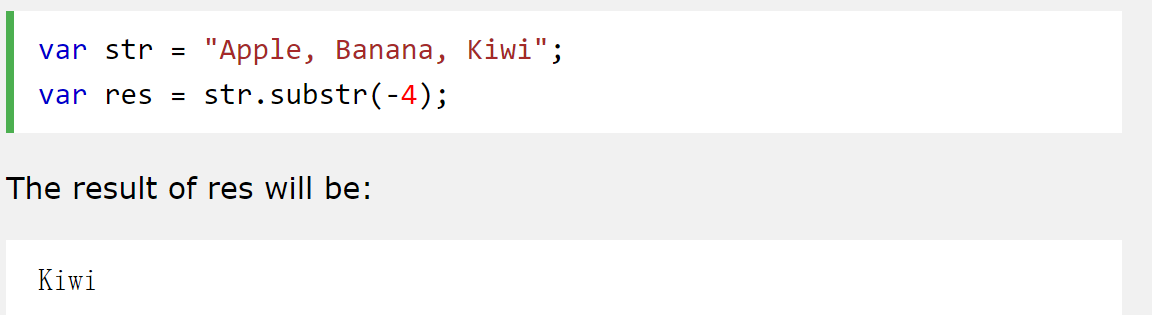 var str = "Apple, Banana, Kiwi";
var res = str.substr(-4);
The result of res will be:
Kiwi